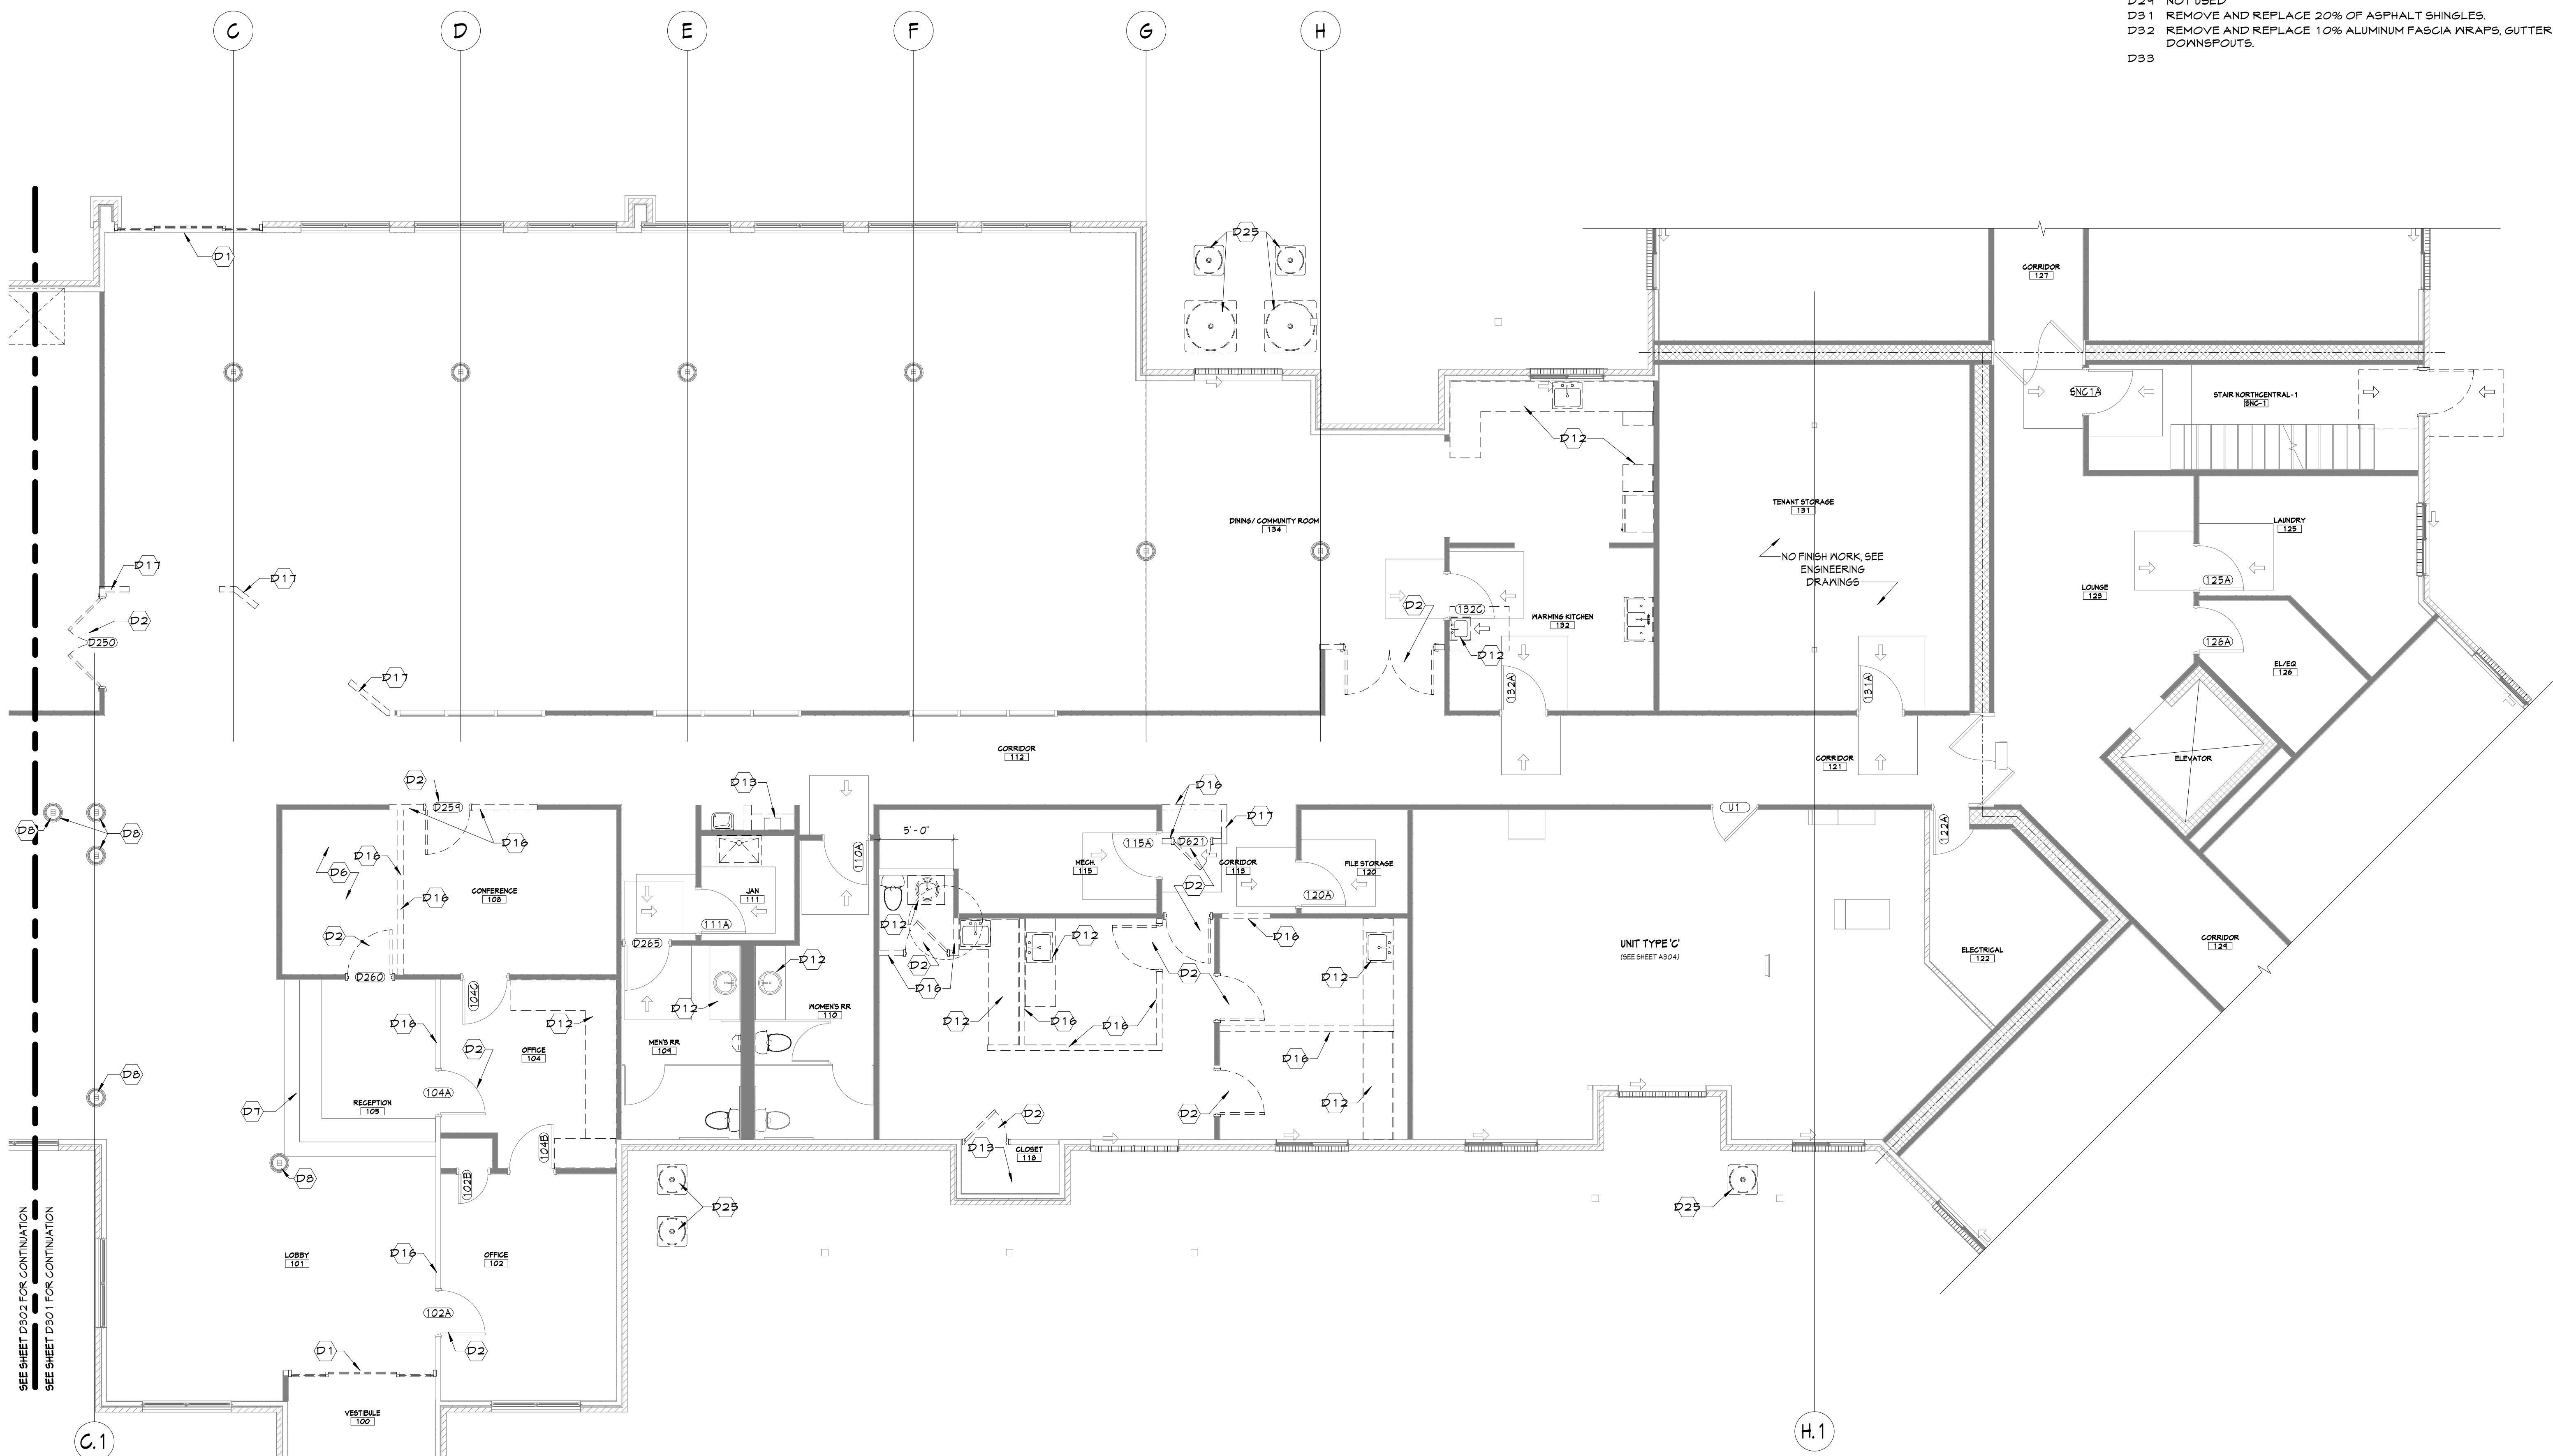 D29 NOT USED
D31 REMOVE AND REPLACE 20% OF ASPHALT SHINGLES.
D32 REMOVE AND REPLACE 10% ALUMINUM FASCIA WRAPS, GUTTER
DOWNSPOUTS.
D33
C
D
E
F
G
H
D1
D25
CORRIDOR
127
SNC1A
STAIR NORTHCENTRAL-1
SNC-1
D12
TENANT STORAGE
131
DINING/ COMMUNITY ROOM
134
LAUNDRY
125
NO FINISH WORK, SEE
ENGINEERING
DRAWINGS
D17
D17
D2
D250
D17
125A
LOUNGE
123
D2
132C
WARMING KITCHEN
132
D12
126A
EL/EQ
126
132A
131A
CORRIDOR
112
CORRIDOR
121
ELEVATOR
D2
D259
D13
D16
D17
U1
D8
D8
D16
D16
5' - 0"
110A
115A
D621
122A
D6
CONFERENCE
103
D16
JAN
111
MECH.
115
CORRIDOR
113
FILE STORAGE
120
D2
120A
111A
D12
D2
D265
D260
D12
D2
D16
D16
D12
D2
D12
UNIT TYPE 'C'
(SEE SHEET A304)
CORRIDOR
129
ELECTRICAL
122
104C
D12
WOMEN'S RR
110
D16
D12
D12
D16
D16
D2
OFFICE
104
MEN'S RR
109
D16
D8
104A
RECEPTION
105
D7
D2
D12
D2
104B
D13
CLOSET
118
D8
102B
D25
D25
SEE SHEET D302 FOR CONTINUATION
SEE SHEET D301 FOR CONTINUATION
LOBBY
101
D16
OFFICE
102
102A
D1
D2
VESTIBULE
100
C.1
H.1